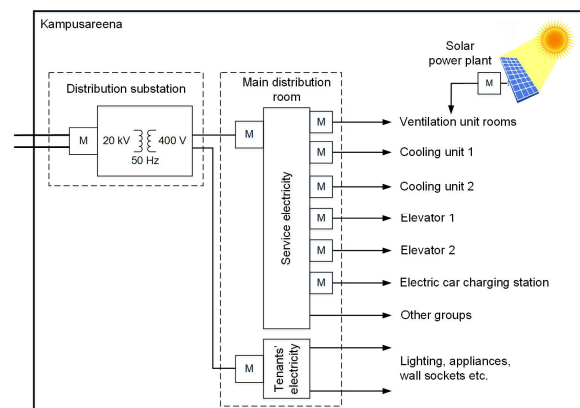 Kampusareena
Solar
power plant
M
Distribution substation
Main distribution
room
M
20 kV
400 V
50 Hz
M
Service electricity
M
Ventilation unit rooms
M
Cooling unit 1
M
Cooling unit 2
M
Elevator 1
M
Elevator 2
M
Electric car charging station
Other groups
M
Tenants'
electricity
Lighting, appliances,
wall sockets etc.